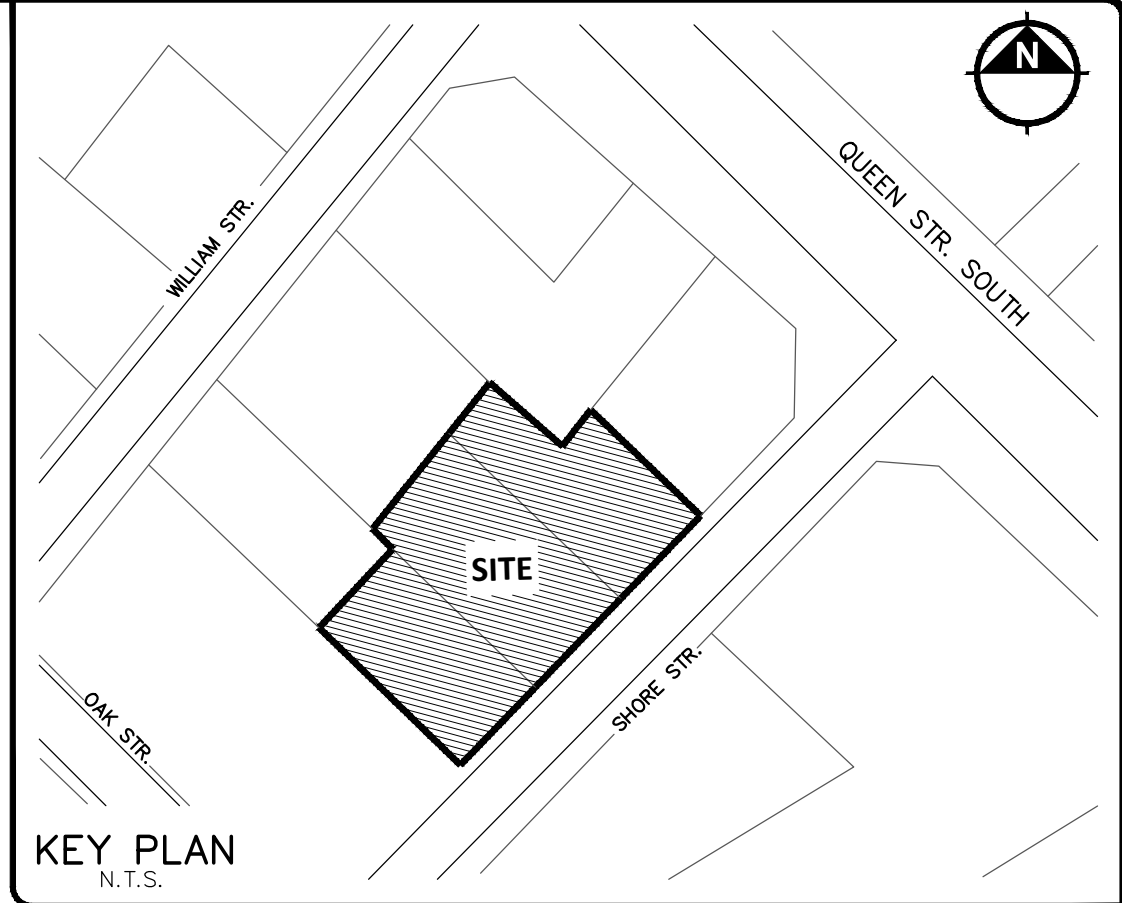 N
QUEEN STR. SOUTH
WILLIAM STR.
SITE
SHORE STR.
OAK STR.
KEY PLAN
N.T.S.